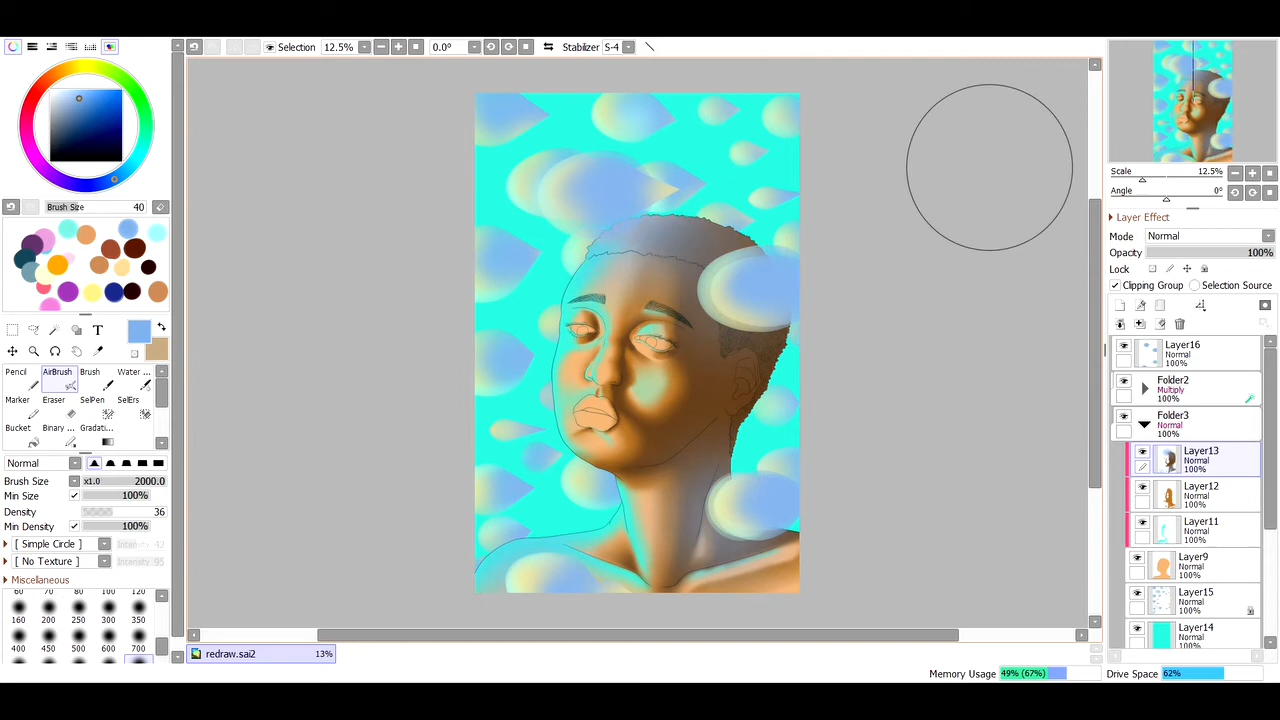 Selection 12.5% 0.0° Stabilizer S-4
Brush Size 40
T
Pencil AirBrush Brush Water ...
Marker Eraser SelPen SelErs
Bucket Binary ... Gradati...
Normal
Brush Size x1.0 2000.0
Min Size 100%
Density 36
Min Density 100%
[ Simple Circle ] Intensity 42
[ No Texture ] Intensity 95
Miscellaneous
60 70 80 100 120
160 200 250 300 350
400 450 500 600 700
redraw.sai2 13%
Memory Usage 49% (67%) Drive Space 62%
Scale 12.5%
Angle 0°
Layer Effect
Mode Normal
Opacity 100%
Lock
Clipping Group Selection Source
Layer16
Normal
100%
Folder2
Multiply
100%
Folder3
Normal
100%
Layer13
Normal
100%
Layer12
Normal
100%
Layer11
Normal
100%
Layer9
Normal
100%
Layer15
Normal
100%
Layer14
Normal
100%